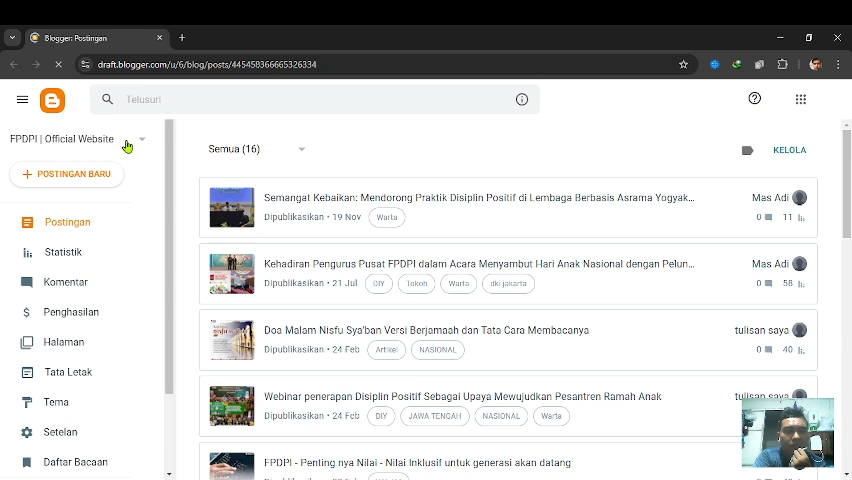 Blogger: Postingan
draft.blogger.com/u/6/blog/posts/445458366665326334
Telusuri
FPDPI | Official Website
POSTINGAN BARU
Postingan
Statistik
Komentar
Penghasilan
Halaman
Tata Letak
Tema
Setelan
Daftar Bacaan
Semua (16)
KELOLA
Semangat Kebaikan: Mendorong Praktik Disiplin Positif di Lembaga Berbasis Asrama Yogyak...
Mas Adi
Dipublikasikan • 19 Nov
Warta
0
11
Kehadiran Pengurus Pusat FPDPI dalam Acara Menyambut Hari Anak Nasional dengan Pelun...
Mas Adi
Dipublikasikan • 21 Jul
DIY
Tokoh
Warta
dki jakarta
0
58
Doa Malam Nisfu Sya'ban Versi Berjamaah dan Tata Cara Membacanya
tulisan saya
Dipublikasikan • 24 Feb
Artikel
NASIONAL
0
40
Webinar penerapan Disiplin Positif Sebagai Upaya Mewujudkan Pesantren Ramah Anak
tulisan saya
Dipublikasikan • 24 Feb
DIY
JAWA TENGAH
NASIONAL
Warta
FPDPI - Penting nya Nilai - Nilai Inklusif untuk generasi akan datang